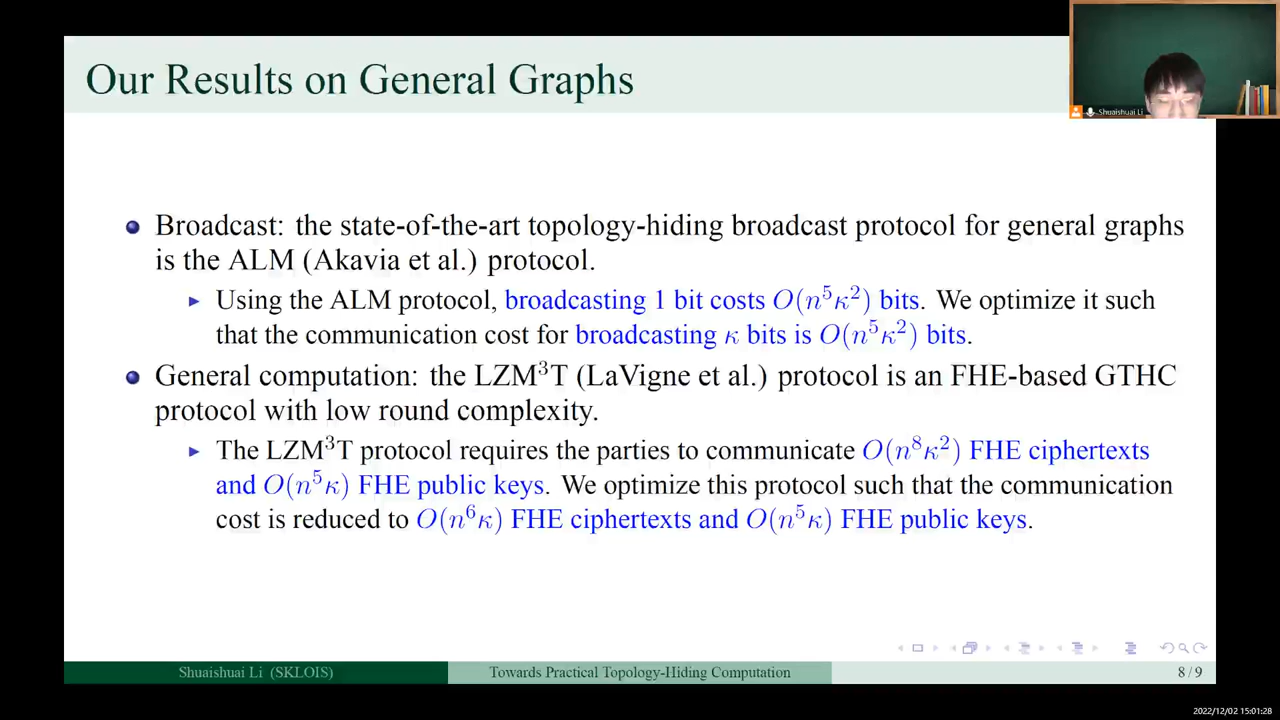 Our Results on General Graphs
Shuaishuai Li
Broadcast: the state-of-the-art topology-hiding broadcast protocol for general graphs
is the ALM (Akavia et al.) protocol.
Using the ALM protocol, broadcasting 1 bit costs O(n⁵κ²) bits. We optimize it such
that the communication cost for broadcasting κ bits is O(n⁵κ²) bits.
General computation: the LZM³T (LaVigne et al.) protocol is an FHE-based GTHC
protocol with low round complexity.
The LZM³T protocol requires the parties to communicate O(n⁸κ²) FHE ciphertexts
and O(n⁵κ) FHE public keys. We optimize this protocol such that the communication
cost is reduced to O(n⁶κ) FHE ciphertexts and O(n⁵κ) FHE public keys.
Shuaishuai Li (SKLOIS)
Towards Practical Topology-Hiding Computation
8 / 9
2022/12/02 15:01:28